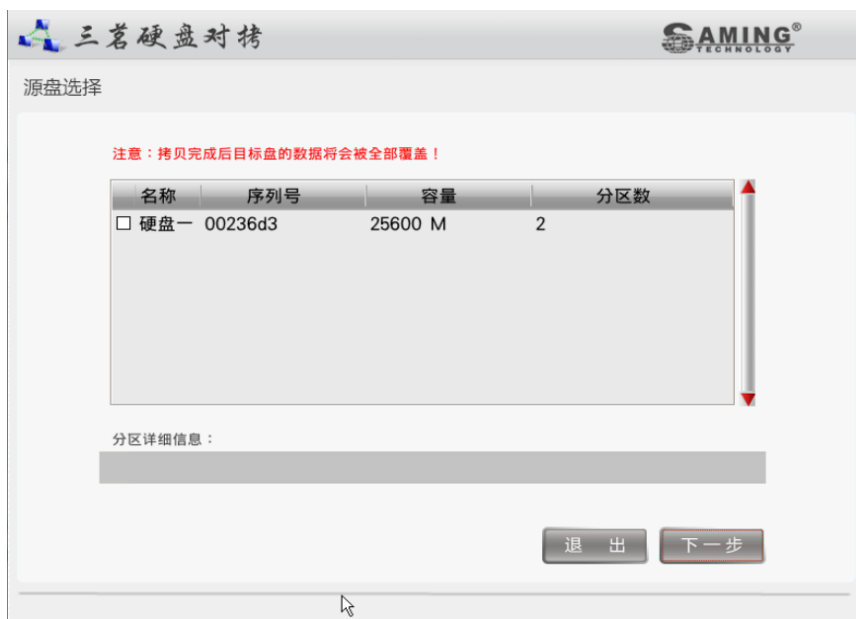 三茗硬盘对拷
SAMING®
TECHNOLOGY
源盘选择
注意：拷贝完成后目标盘的数据将会被全部覆盖！
名称 序列号 容量 分区数
硬盘一 00236d3 25600 M 2
分区详细信息：
退 出 下一步